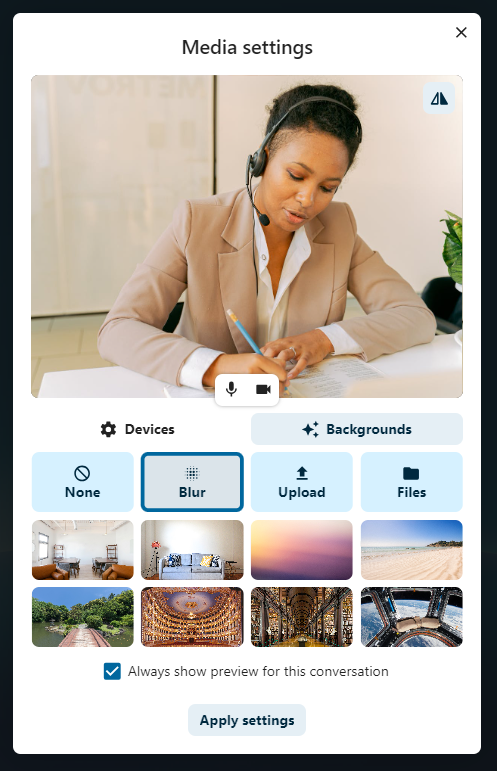 Media settings
Devices
Backgrounds
None
Blur
Upload
Files
Always show preview for this conversation
Apply settings